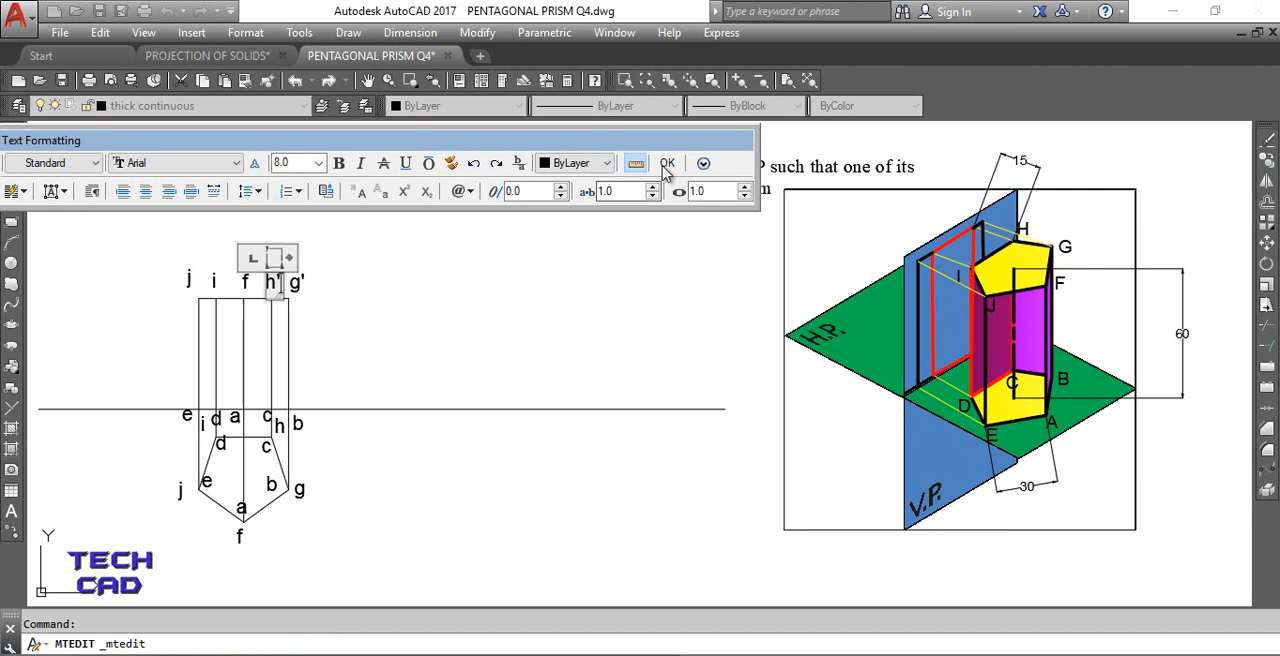 Autodesk AutoCAD 2017 PENTAGONAL PRISM Q4.dwg
Type a keyword or phrase
Sign In
File Edit View Insert Format Tools Draw Dimension Modify Parametric Window Help Express
Start PROJECTION OF SOLIDS* PENTAGONAL PRISM Q4*
thick continuous ByLayer ByLayer ByBlock ByColor
Text Formatting
Standard Arial 8.0 B I A U O ByLayer OK
@ 0/ 0.0 a•b 1.0 1.0
P such that one of its
m
j i f h' g'
e i d a c h b
d c
j e b g
a
f
15
H
G
I
F
J
60
H.P.
C B
D
A
E
30
V.P.
Y
TECH
CAD
Command:
MTEDIT _mtedit